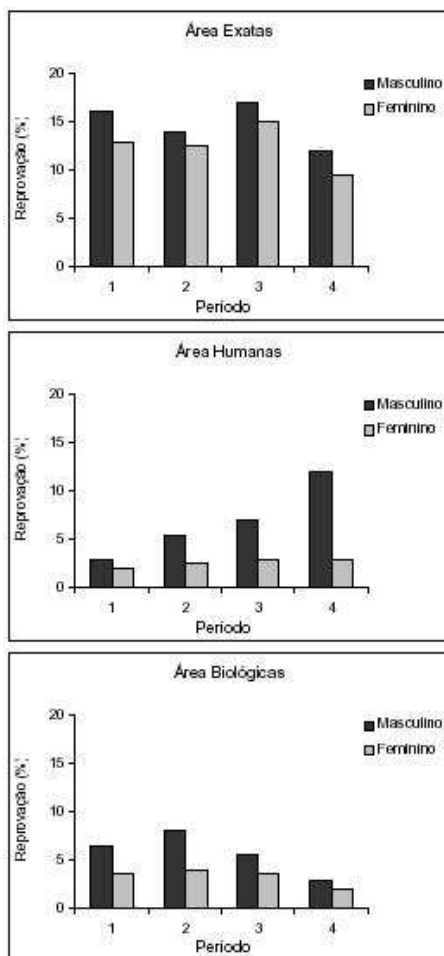 Área Exatas
20
15
10
5
0
Reprovação (%)
Masculino
Feminino
1 2 3 4
Período
Área Humanas
20
15
10
5
0
Reprovação (%)
Masculino
Feminino
1 2 3 4
Período
Área Biológicas
20
15
10
5
0
Reprovação (%)
Masculino
Feminino
1 2 3 4
Período